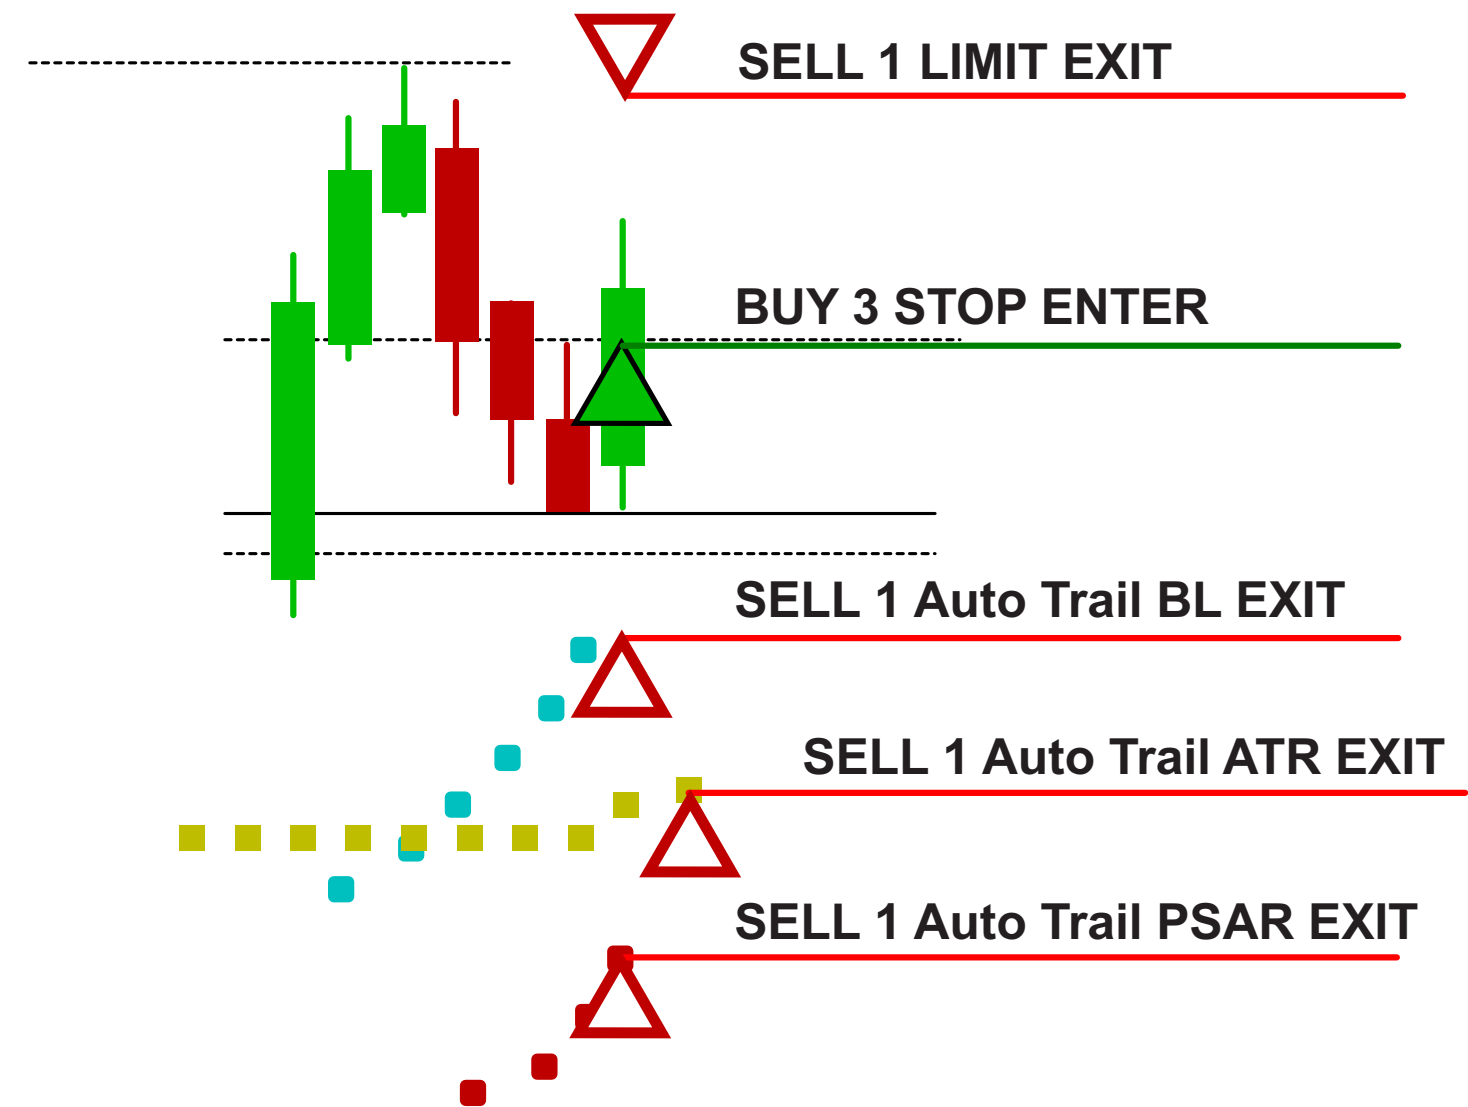 SELL 1 LIMIT EXIT
BUY 3 STOP ENTER
SELL 1 Auto Trail BL EXIT
SELL 1 Auto Trail ATR EXIT
SELL 1 Auto Trail PSAR EXIT